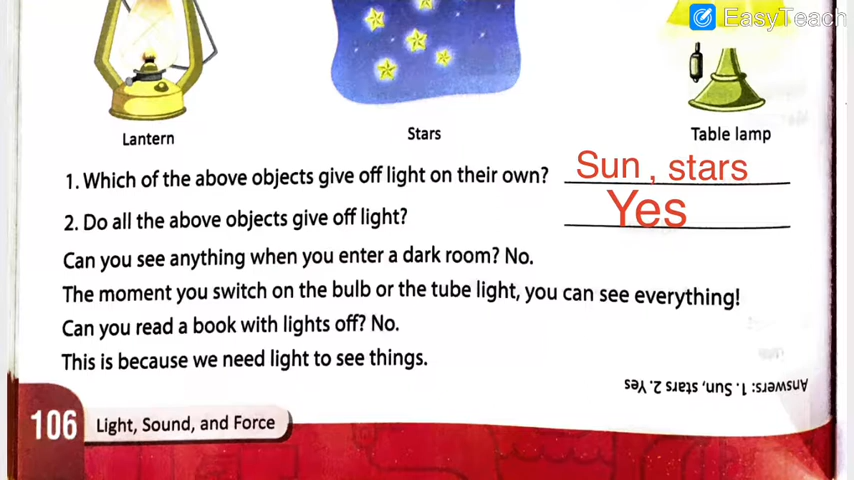 EasyTeach
Lantern
Stars
Table lamp
1. Which of the above objects give off light on their own? Sun , stars
2. Do all the above objects give off light? Yes
Can you see anything when you enter a dark room? No.
The moment you switch on the bulb or the tube light, you can see everything!
Can you read a book with lights off? No.
This is because we need light to see things.
Answers: 1. Sun, stars 2. Yes
106 Light, Sound, and Force